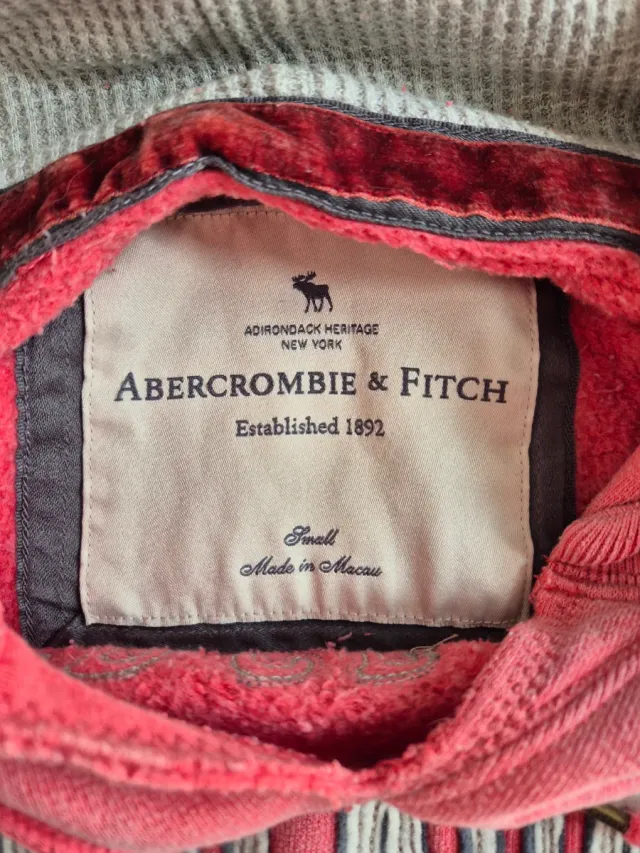 ADIRONDACK HERITAGE
NEW YORK
ABERCROMBIE & FITCH
Established 1892
Small
Made in Macau